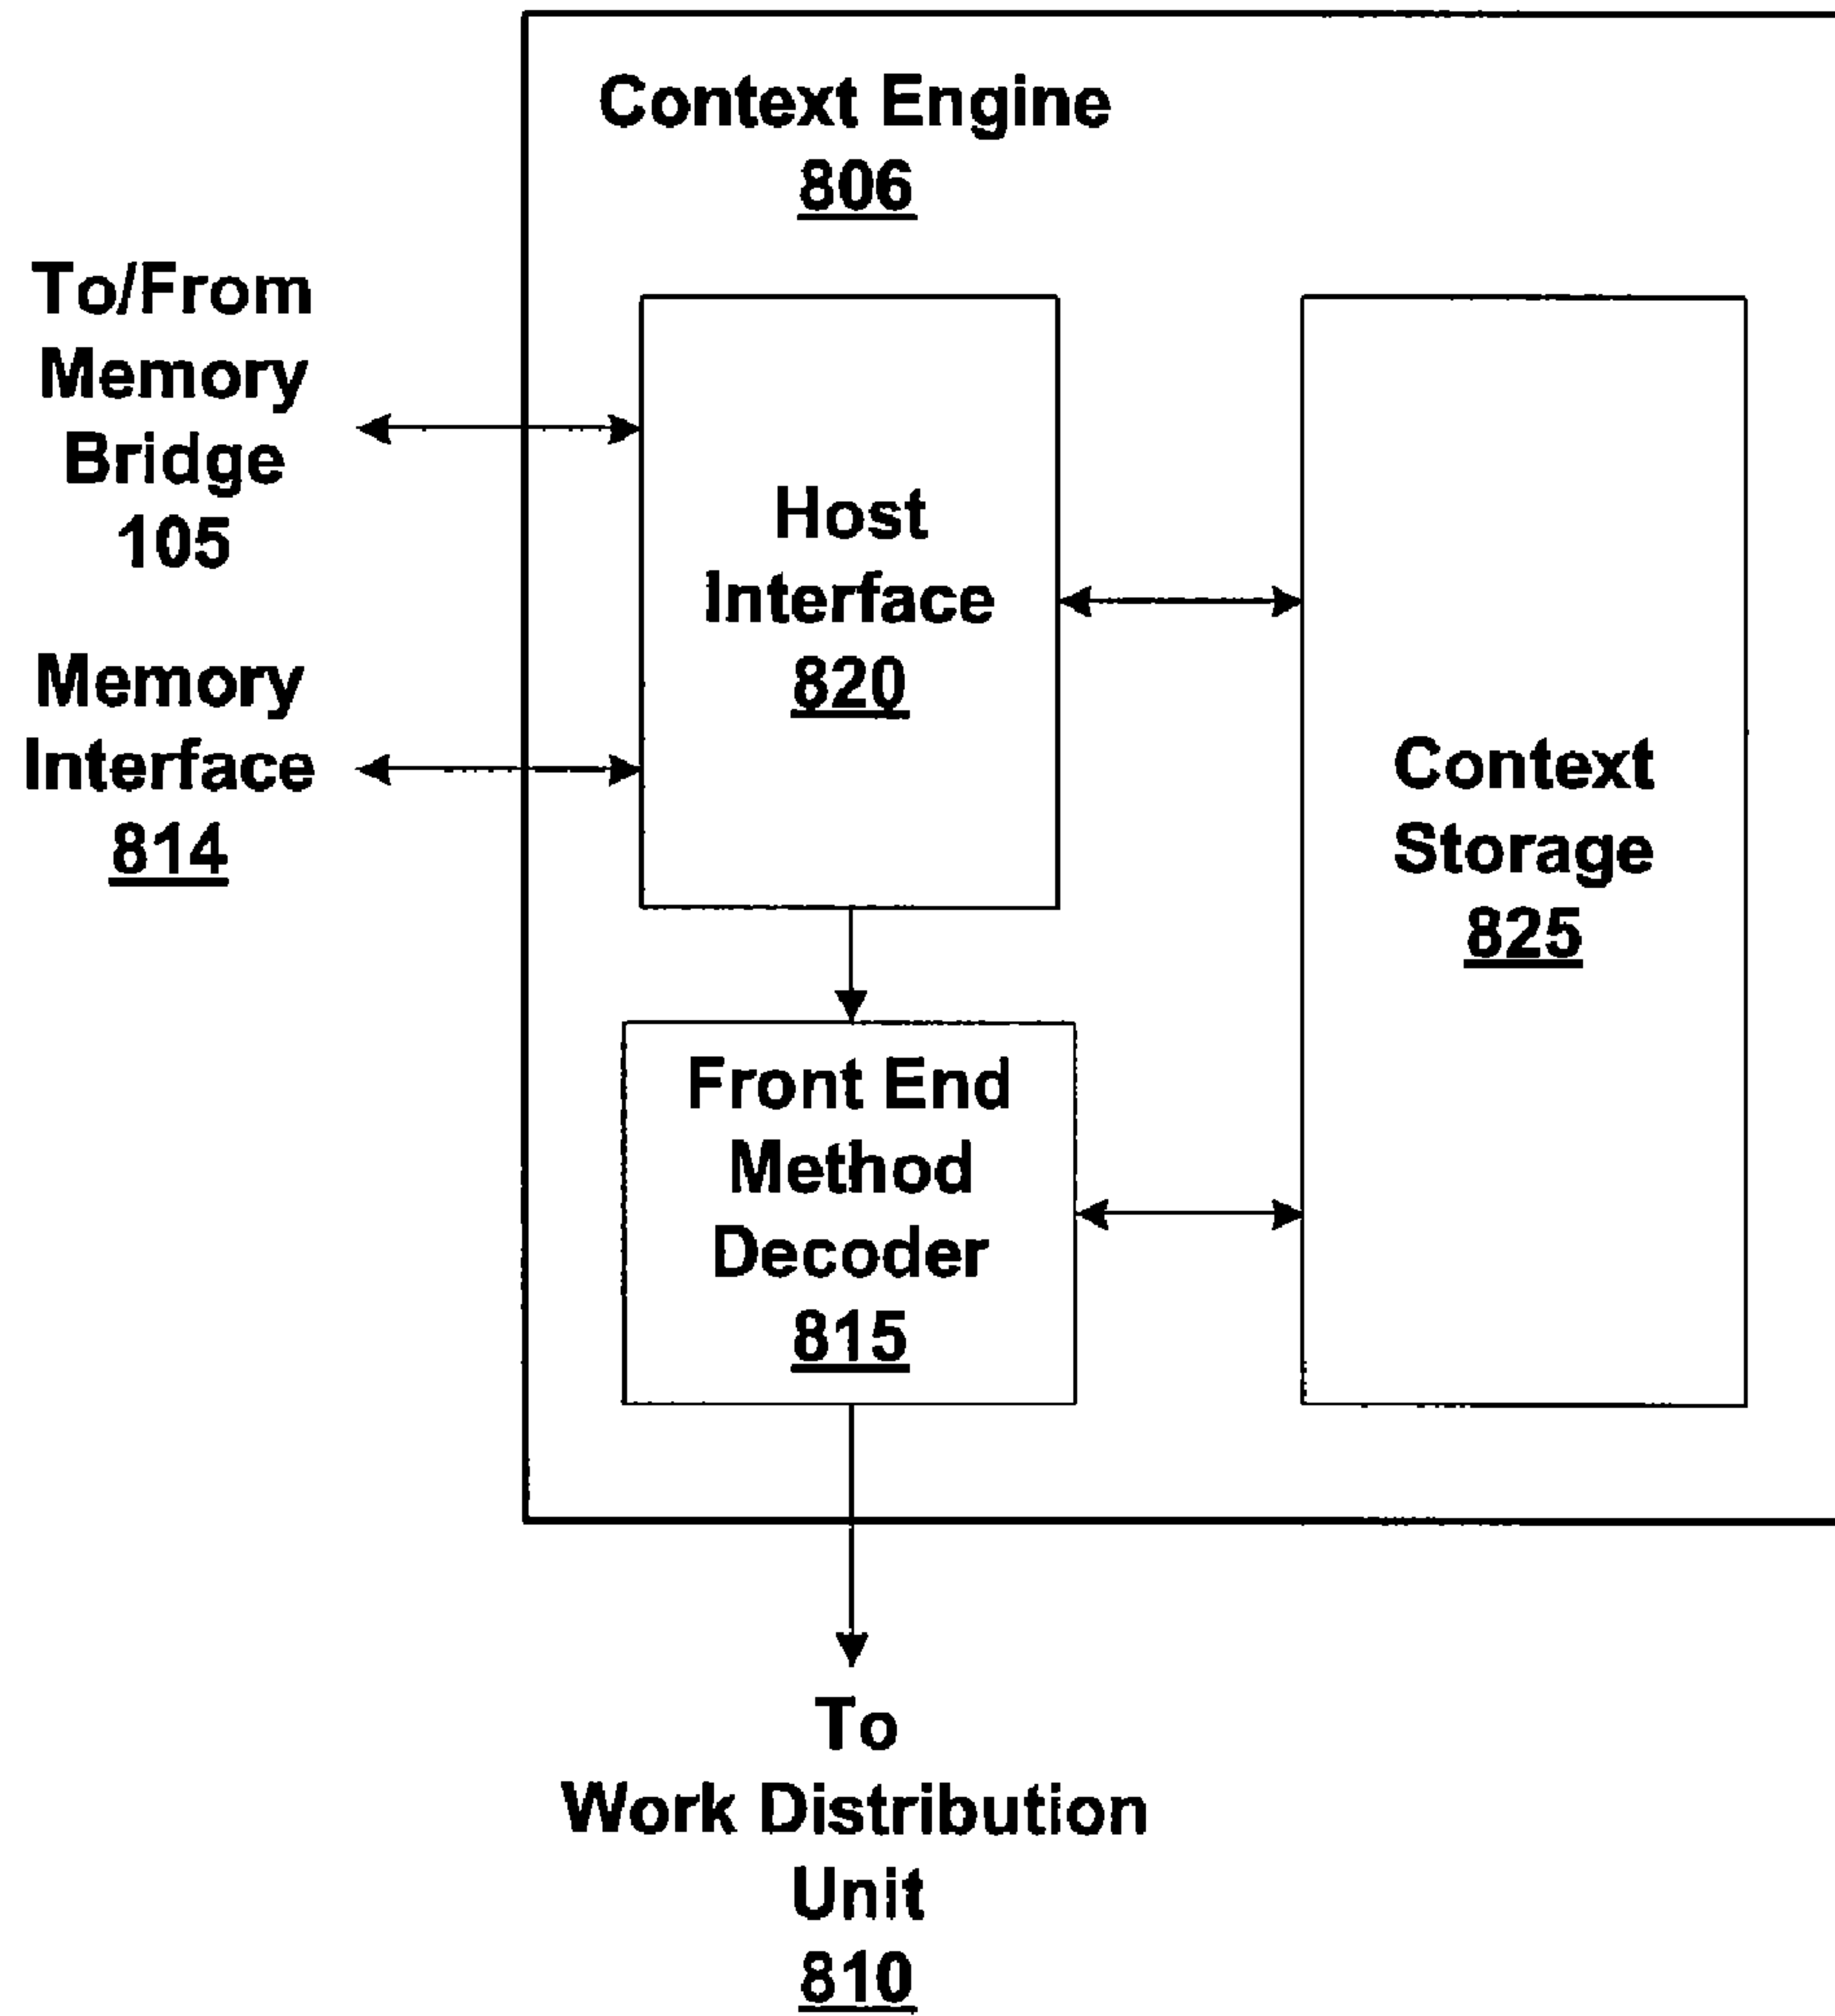 Context Engine
806
To/From
Memory
Bridge
105
Host
Interface
820
Memory
Interface
814
Context
Storage
825
Front End
Method
Decoder
815
To
Work Distribution
Unit
810